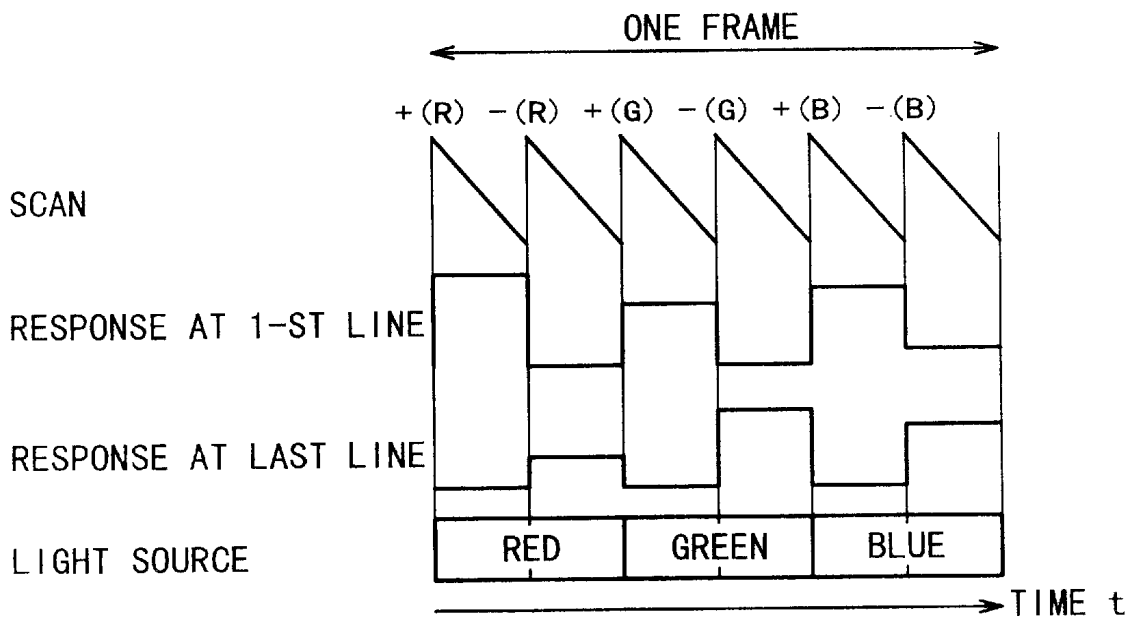 ONE FRAME
+(R) -(R) +(G) -(G) +(B) -(B)
SCAN
RESPONSE AT 1-ST LINE
RESPONSE AT LAST LINE
LIGHT SOURCE RED GREEN BLUE
TIME t